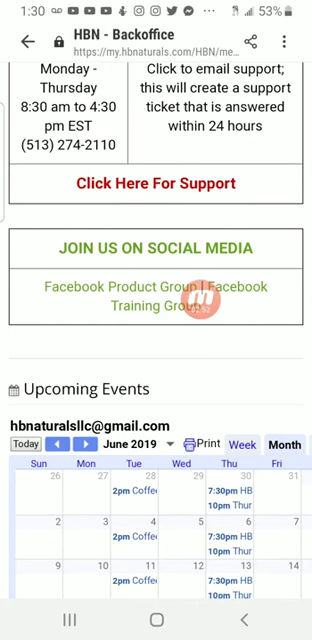 1:30 53%
HBN - Backoffice
https://my.hbnaturals.com/HBN/me...
Monday -
Thursday
8:30 am to 4:30
pm EST
(513) 274-2110
Click to email support;
this will create a support
ticket that is answered
within 24 hours
Click Here For Support
JOIN US ON SOCIAL MEDIA
Facebook Product Group | Facebook
Training Group
Upcoming Events
hbnaturalsllc@gmail.com
Today June 2019 Print Week Month
Sun Mon Tue Wed Thu Fri
26 27 28 29 30 31
2pm Coffe 7:30pm HB
10pm Thur
2 3 4 5 6 7
2pm Coffe 7:30pm HB
10pm Thur
9 10 11 12 13 14
2pm Coffe 7:30pm HB
10pm Thur